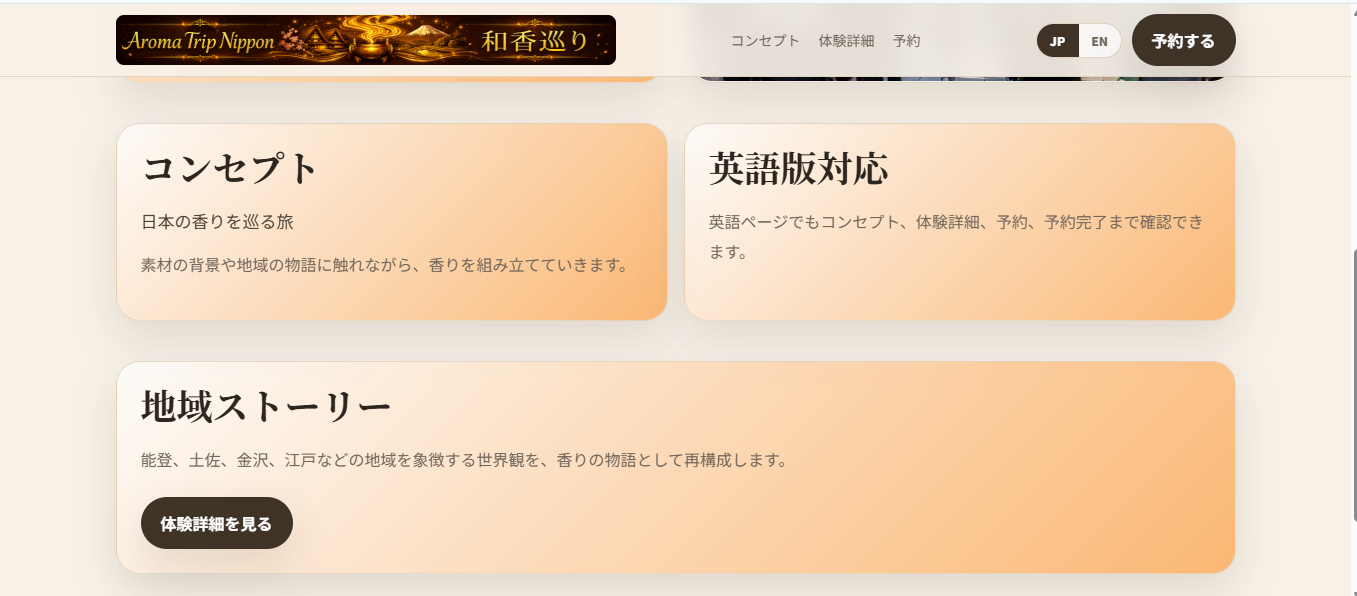 Aroma Trip Nippon 和香巡り
コンセプト 体験詳細 予約
JP EN
予約する
コンセプト
日本の香りを巡る旅
素材の背景や地域の物語に触れながら、香りを組み立てていきます。
英語版対応
英語ページでもコンセプト、体験詳細、予約、予約完了まで確認でき
ます。
地域ストーリー
能登、土佐、金沢、江戸などの地域を象徴する世界観を、香りの物語として再構成します。
体験詳細を見る